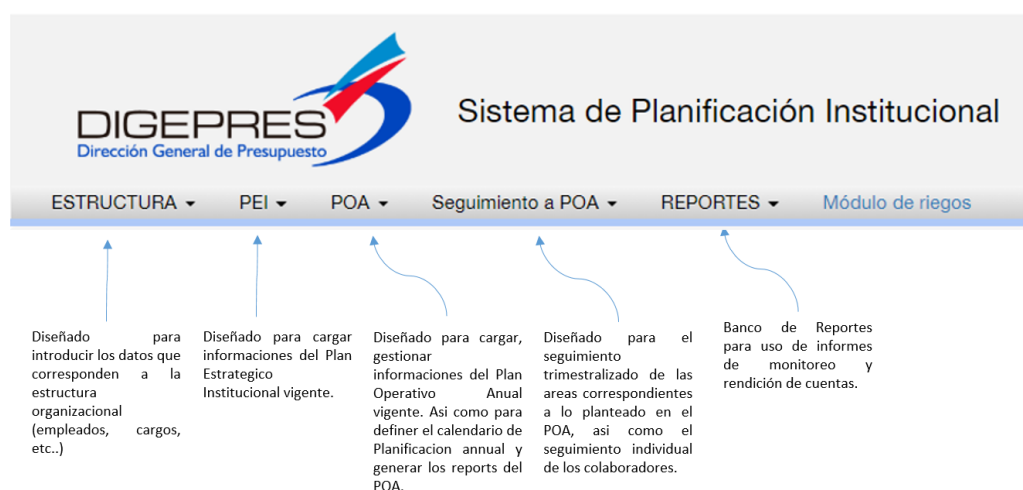 DIGEPRES
Dirección General de Presupuesto
Sistema de Planificación Institucional
ESTRUCTURA PEI POA Seguimiento a POA REPORTES Módulo de riegos
Diseñado para
introducir los datos que
corresponden a la
estructura
organizacional
(empleados, cargos,
etc..)
Diseñado para cargar
informaciones del Plan
Estrategico
Institucional vigente.
Diseñado para cargar,
gestionar
informaciones del Plan
Operativo Anual
vigente. Asi como para
definer el calendario de
Planificacion annual y
generar los reports del
POA.
Diseñado para el
seguimiento
trimestralizado de las
areas correspondientes
a lo planteado en el
POA, asi como el
seguimiento individual
de los colaboradores.
Banco de Reportes
para uso de informes
de monitoreo y
rendición de cuentas.